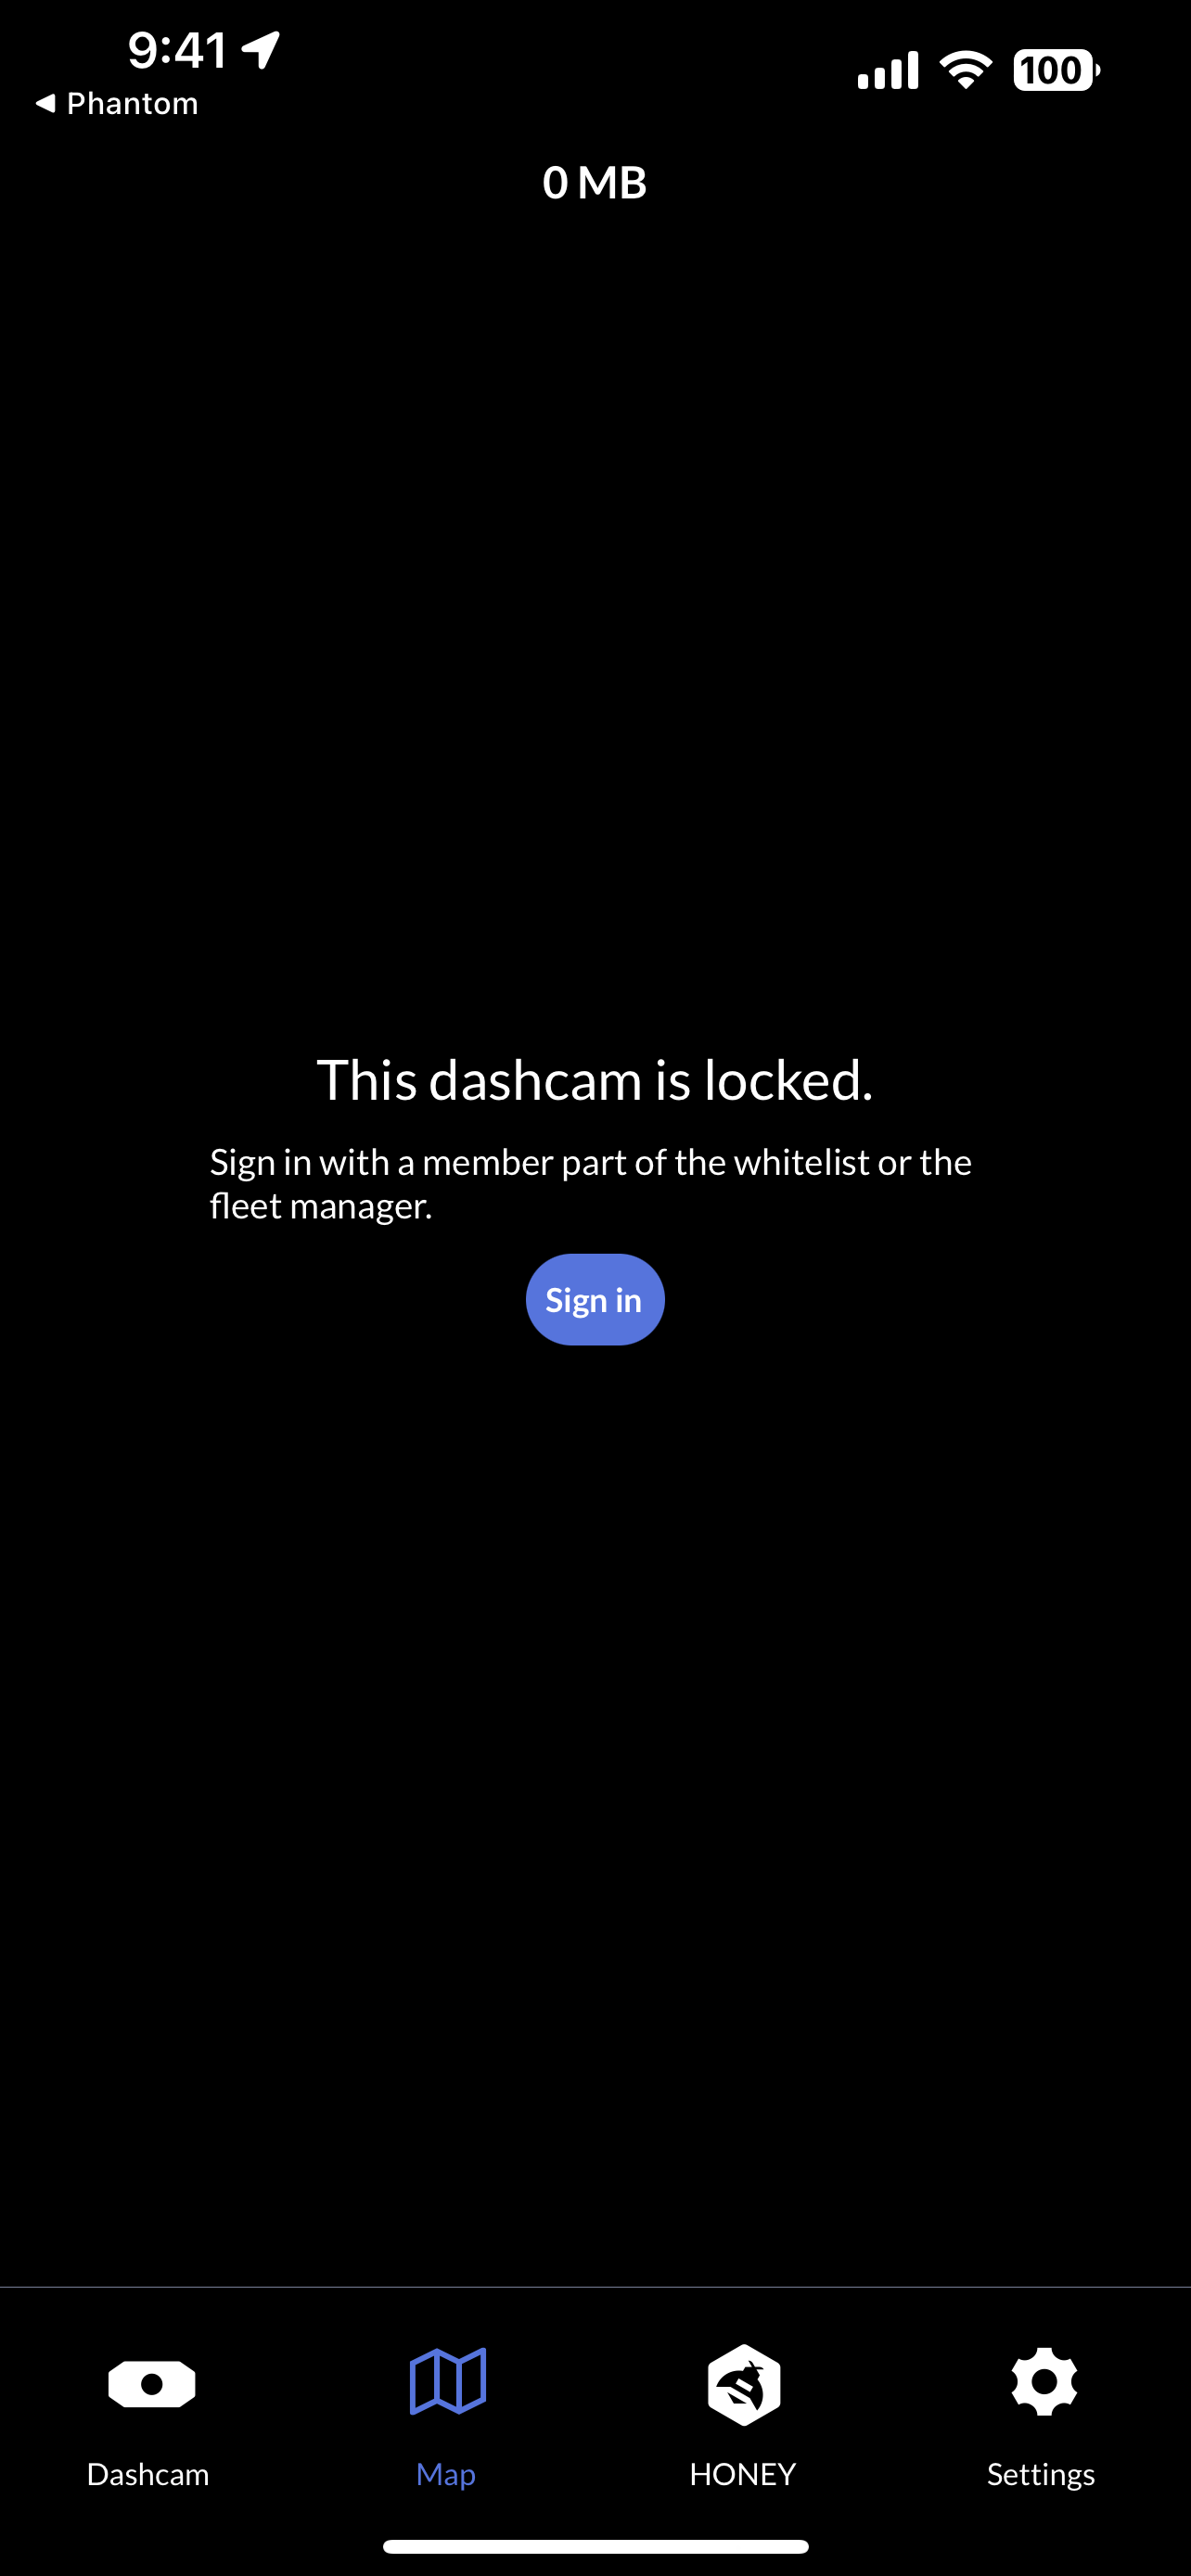 9:41
100
Phantom
0 MB
This dashcam is locked.
Sign in with a member part of the whitelist or the
fleet manager.
Sign in
Dashcam
Map
HONEY
Settings